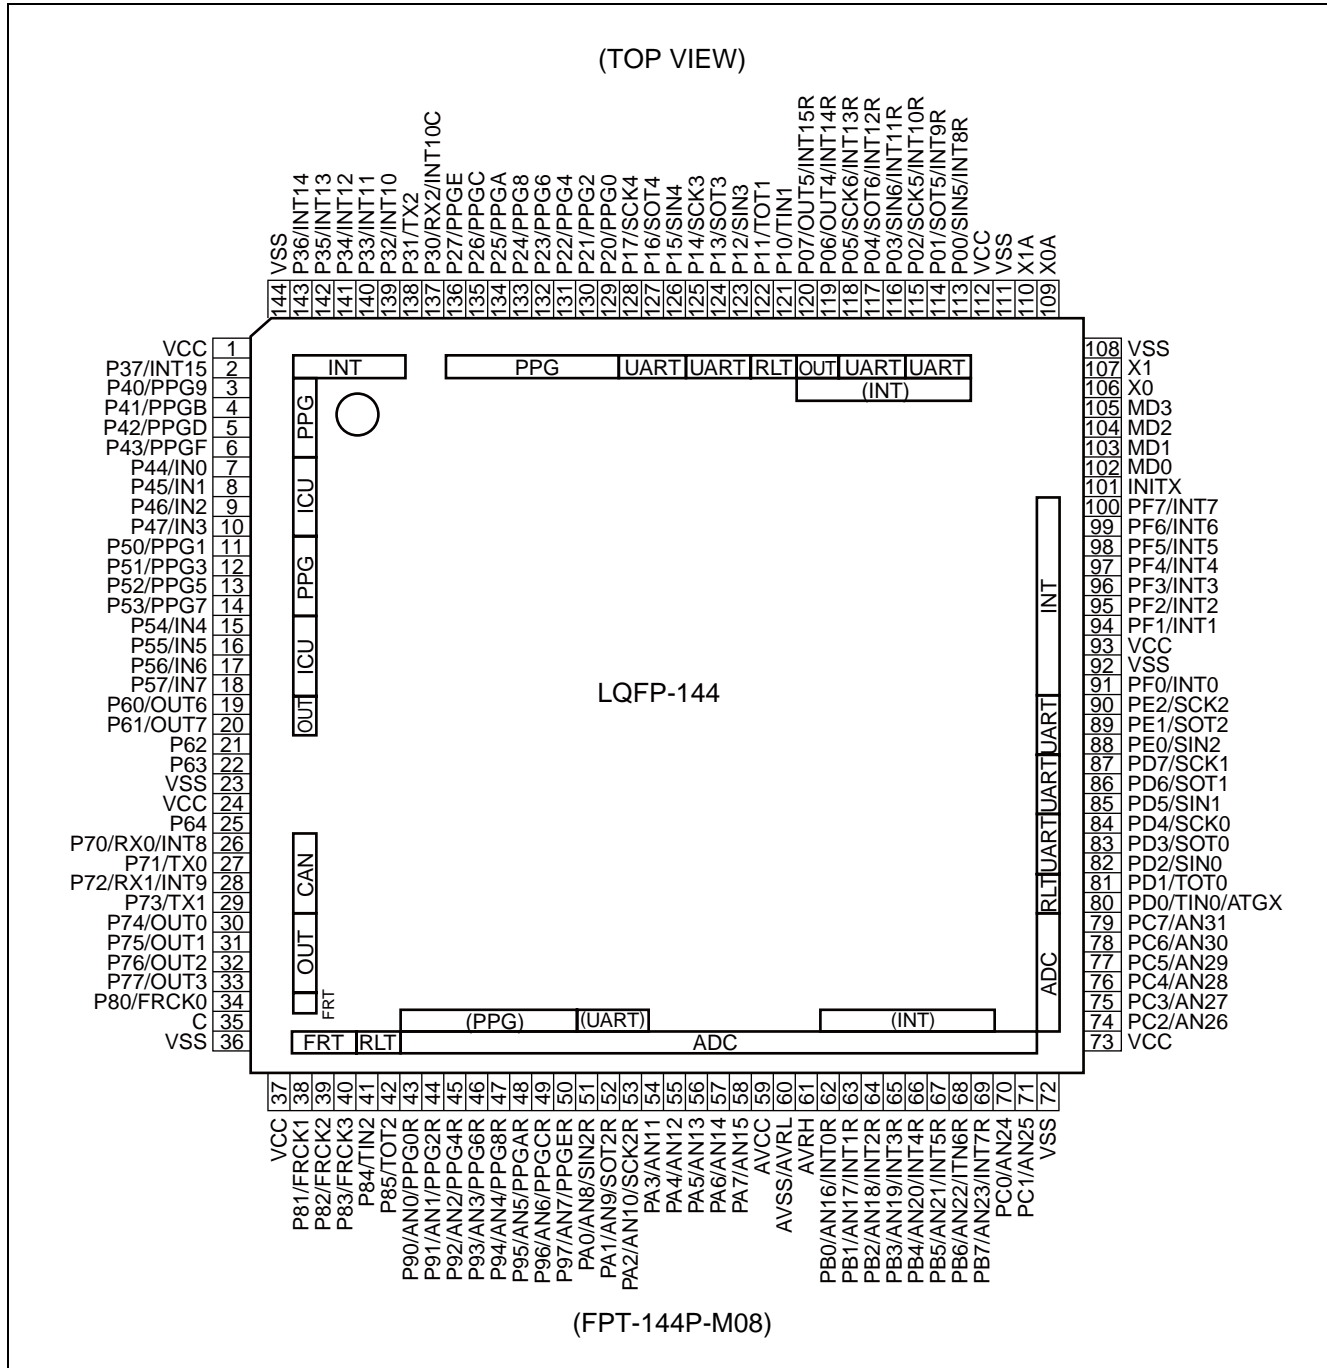 (TOP VIEW)
VSS
P36/INT14
P35/INT13
P34/INT12
P33/INT11
P32/INT10
P31/TX2
P30/RX2/INT10C
P27/PPGE
P26/PPGC
P25/PPGA
P24/PPG8
P23/PPG6
P22/PPG4
P21/PPG2
P20/PPG0
P17/SCK4
P16/SOT4
P15/SIN4
P14/SCK3
P13/SOT3
P12/SIN3
P11/TOT1
P10/TIN1
P07/OUT5/INT15R
P06/OUT4/INT14R
P05/SCK6/INT13R
P04/SOT6/INT12R
P03/SIN6/INT11R
P02/SCK5/INT10R
P01/SOT5/INT9R
P00/SIN5/INT8R
VCC
VSS
X1A
X0A
144 143 142 141 140 139 138 137 136 135 134 133 132 131 130 129 128 127 126 125 124 123 122 121 120 119 118 117 116 115 114 113 112 111 110 109
VCC 1
P37/INT15 2
P40/PPG9 3
P41/PPGB 4
P42/PPGD 5
P43/PPGF 6
P44/IN0 7
P45/IN1 8
P46/IN2 9
P47/IN3 10
P50/PPG1 11
P51/PPG3 12
P52/PPG5 13
P53/PPG7 14
P54/IN4 15
P55/IN5 16
P56/IN6 17
P57/IN7 18
P60/OUT6 19
P61/OUT7 20
P62 21
P63 22
VSS 23
VCC 24
P64 25
P70/RX0/INT8 26
P71/TX0 27
P72/RX1/INT9 28
P73/TX1 29
P74/OUT0 30
P75/OUT1 31
P76/OUT2 32
P77/OUT3 33
P80/FRCK0 34
C 35
VSS 36
INT PPG UART UART RLT OUT UART UART
(INT)
PPG
ICU
PPG
ICU
OUT
CAN
OUT
FRT
LQFP-144
INT
UART
UART
UART
RLT
ADC
(PPG) (UART) (INT)
FRT RLT ADC
108 VSS
107 X1
106 X0
105 MD3
104 MD2
103 MD1
102 MD0
101 INITX
100 PF7/INT7
99 PF6/INT6
98 PF5/INT5
97 PF4/INT4
96 PF3/INT3
95 PF2/INT2
94 PF1/INT1
93 VCC
92 VSS
91 PF0/INT0
90 PE2/SCK2
89 PE1/SOT2
88 PE0/SIN2
87 PD7/SCK1
86 PD6/SOT1
85 PD5/SIN1
84 PD4/SCK0
83 PD3/SOT0
82 PD2/SIN0
81 PD1/TOT0
80 PD0/TIN0/ATGX
79 PC7/AN31
78 PC6/AN30
77 PC5/AN29
76 PC4/AN28
75 PC3/AN27
74 PC2/AN26
73 VCC
37 38 39 40 41 42 43 44 45 46 47 48 49 50 51 52 53 54 55 56 57 58 59 60 61 62 63 64 65 66 67 68 69 70 71 72
VCC
P81/FRCK1
P82/FRCK2
P83/FRCK3
P84/TIN2
P85/TOT2
P90/AN0/PPG0R
P91/AN1/PPG2R
P92/AN2/PPG4R
P93/AN3/PPG6R
P94/AN4/PPG8R
P95/AN5/PPGAR
P96/AN6/PPGCR
P97/AN7/PPGER
PA0/AN8/SIN2R
PA1/AN9/SOT2R
PA2/AN10/SCK2R
PA3/AN11
PA4/AN12
PA5/AN13
PA6/AN14
PA7/AN15
AVCC
AVSS/AVRL
AVRH
PB0/AN16/INT0R
PB1/AN17/INT1R
PB2/AN18/INT2R
PB3/AN19/INT3R
PB4/AN20/INT4R
PB5/AN21/INT5R
PB6/AN22/ITN6R
PB7/AN23/INT7R
PC0/AN24
PC1/AN25
VSS
(FPT-144P-M08)